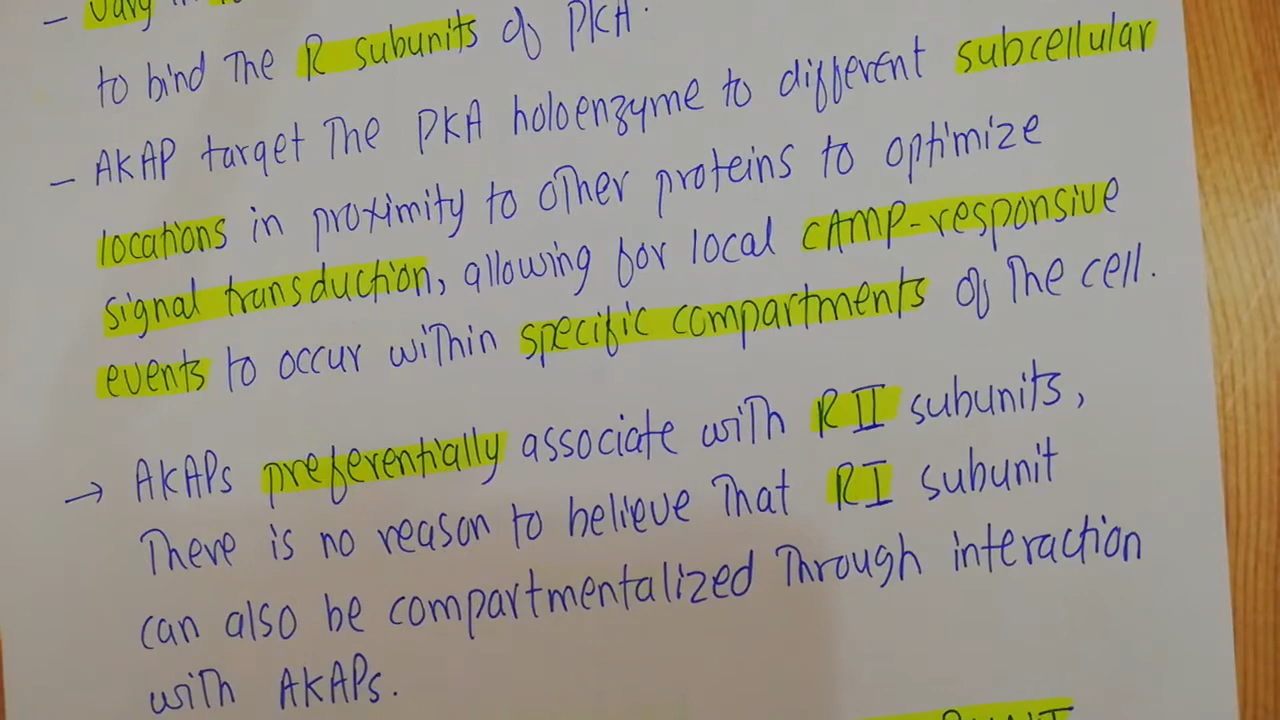 - Vary in
to bind The R subunits of PKA.
- AKAP target The PKA holoenzyme to different subcellular
locations in proximity to other proteins to optimize
signal transduction, allowing for local cAMP-responsive
events to occur within specific compartments of The cell.
→ AKAPs preferentially associate with RII subunits,
There is no reason to believe That RI subunit
can also be compartmentalized Through interaction
with AKAPs.